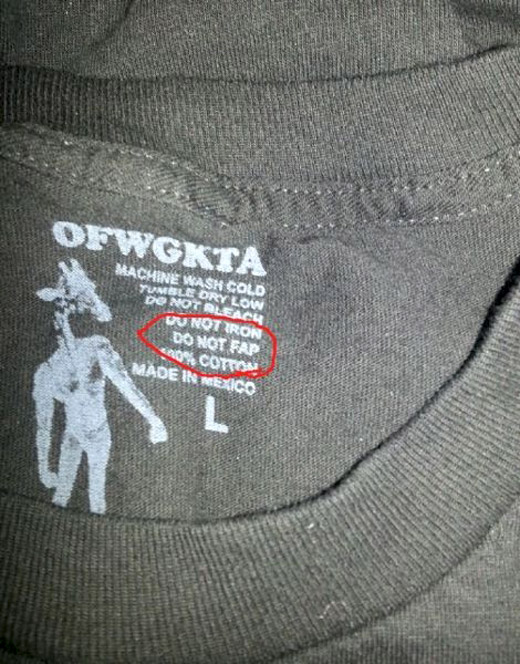 OFWGKTA
MACHINE WASH COLD
TUMBLE DRY LOW
DO NOT BLEACH
DO NOT IRON
DO NOT FAP
100% COTTON
MADE IN MEXICO
L